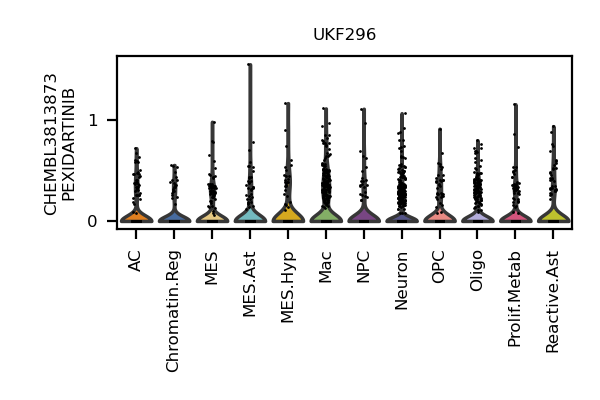 UKF296
CHEMBL3813873
PEXIDARTINIB
1
0
AC
Chromatin.Reg
MES
MES.Ast
MES.Hyp
Mac
NPC
Neuron
OPC
Oligo
Prolif.Metab
Reactive.Ast